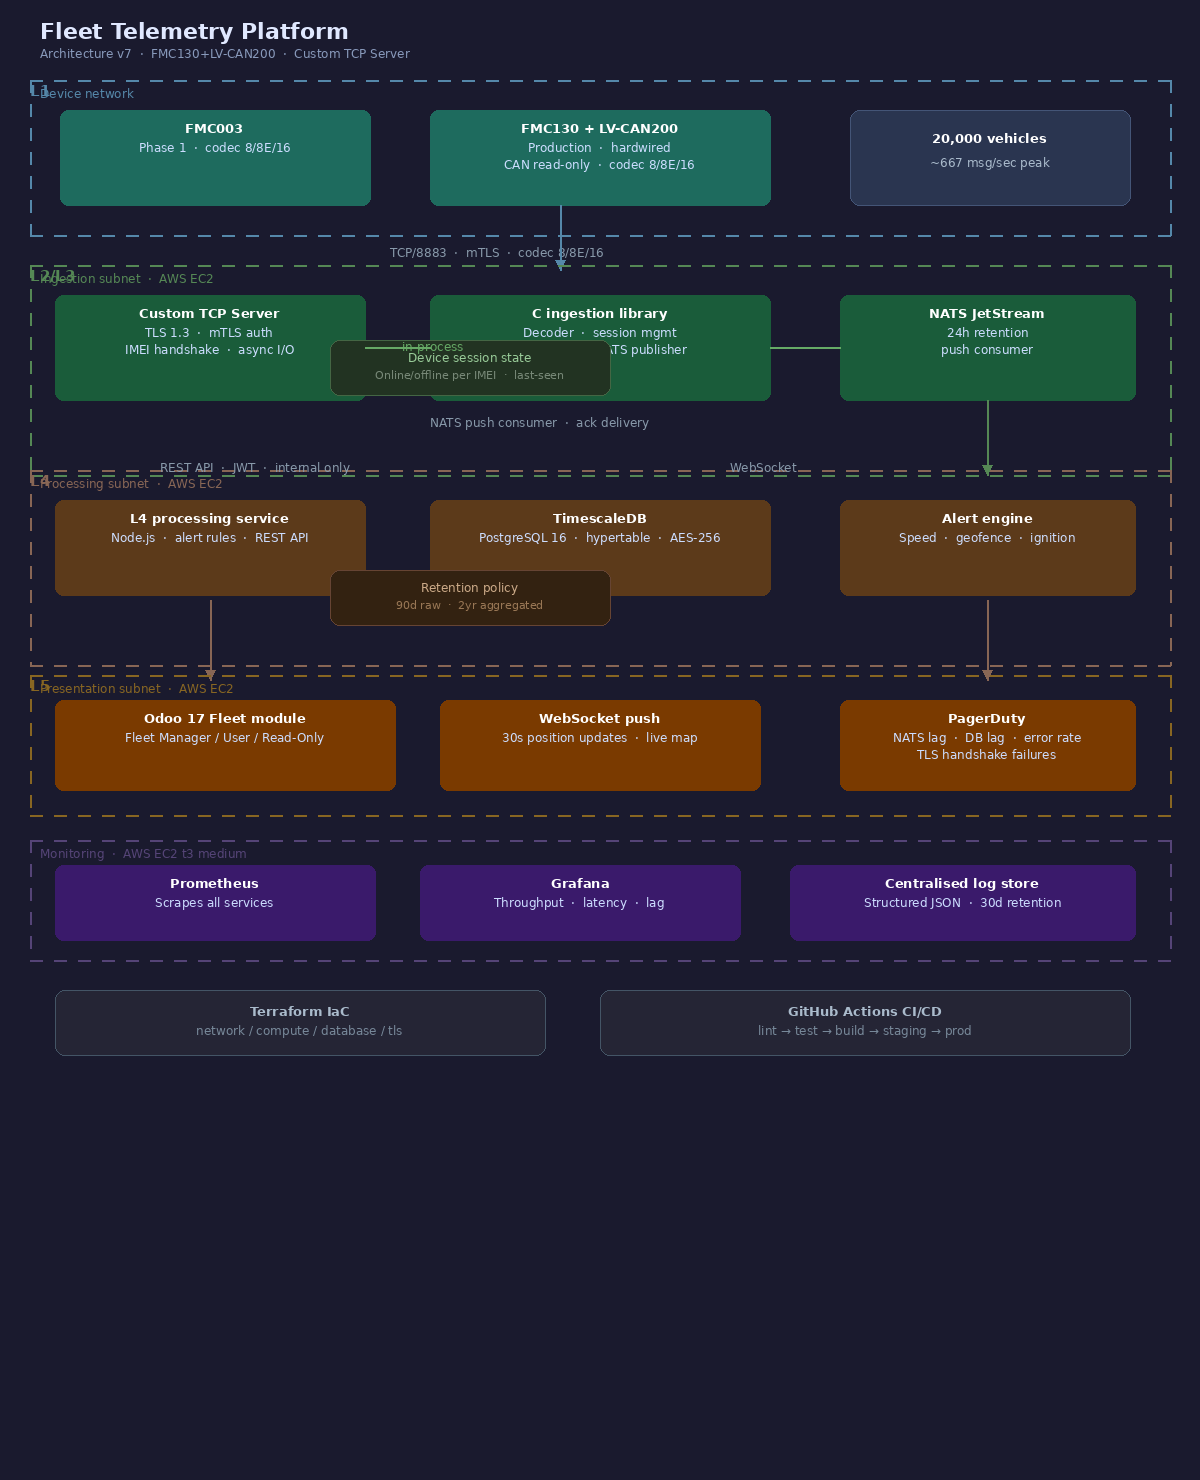 Fleet Telemetry Platform
Architecture v7 · FMC130+LV-CAN200 · Custom TCP Server
L1
Device network
FMC003
Phase 1 · codec 8/8E/16
FMC130 + LV-CAN200
Production · hardwired
CAN read-only · codec 8/8E/16
20,000 vehicles
~667 msg/sec peak
TCP/8883 · mTLS · codec 8/8E/16
L2/L3
Ingestion subnet · AWS EC2
Custom TCP Server
TLS 1.3 · mTLS auth
IMEI handshake · async I/O
in-process
C ingestion library
Decoder · session mgmt
publisher
Device session state
Online/offline per IMEI · last-seen
NATS JetStream
24h retention
push consumer
NATS push consumer · ack delivery
REST API · JWT · internal only
WebSocket
L4
Processing subnet · AWS EC2
L4 processing service
Node.js · alert rules · REST API
TimescaleDB
PostgreSQL 16 · hypertable · AES-256
Alert engine
Speed · geofence · ignition
Retention policy
90d raw · 2yr aggregated
L5
Presentation subnet · AWS EC2
Odoo 17 Fleet module
Fleet Manager / User / Read-Only
WebSocket push
30s position updates · live map
PagerDuty
NATS lag · DB lag · error rate
TLS handshake failures
Monitoring · AWS EC2 t3 medium
Prometheus
Scrapes all services
Grafana
Throughput · latency · lag
Centralised log store
Structured JSON · 30d retention
Terraform IaC
network / compute / database / tls
GitHub Actions CI/CD
lint → test → build → staging → prod